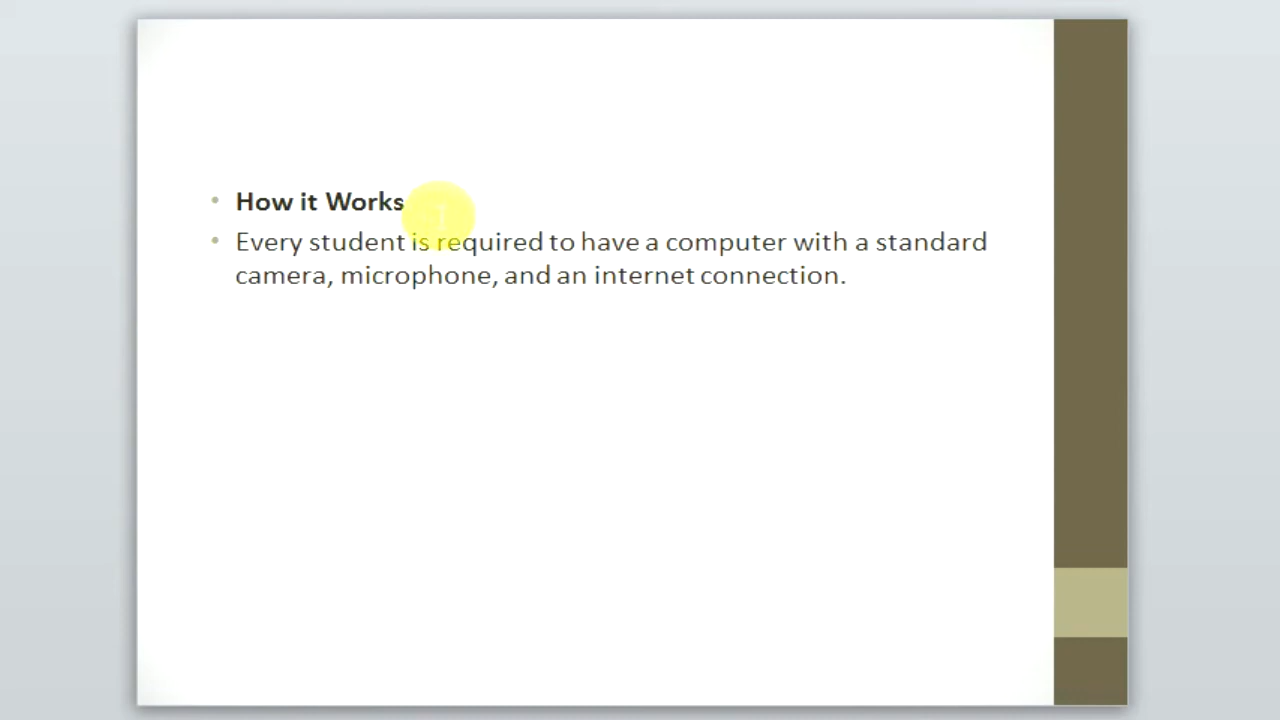 • How it Works
• Every student is required to have a computer with a standard
camera, microphone, and an internet connection.